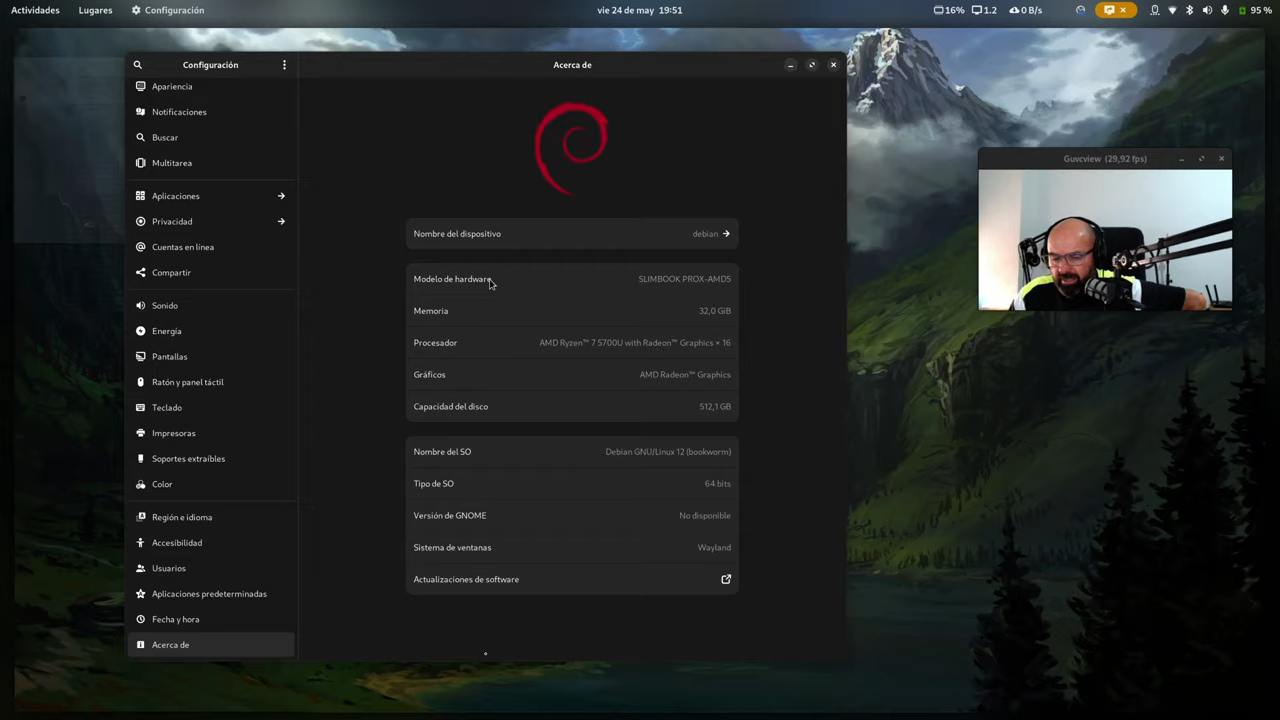 Actividades Lugares Configuración vie 24 de may 19:51 16% 1.2 0 B/s 95 %
Configuración
Apariencia
Notificaciones
Buscar
Multitarea
Aplicaciones
Privacidad
Cuentas en línea
Compartir
Sonido
Energía
Pantallas
Ratón y panel táctil
Teclado
Impresoras
Soportes extraíbles
Color
Región e idioma
Accesibilidad
Usuarios
Aplicaciones predeterminadas
Fecha y hora
Acerca de
Acerca de
Nombre del dispositivo debian
Modelo de hardware SLIMBOOK PROX-AMD5
Memoria 32,0 GiB
Procesador AMD Ryzen™ 7 5700U with Radeon™ Graphics × 16
Gráficos AMD Radeon™ Graphics
Capacidad del disco 512,1 GB
Nombre del SO Debian GNU/Linux 12 (bookworm)
Tipo de SO 64 bits
Versión de GNOME No disponible
Sistema de ventanas Wayland
Actualizaciones de software
Guvcview (29,92 fps)